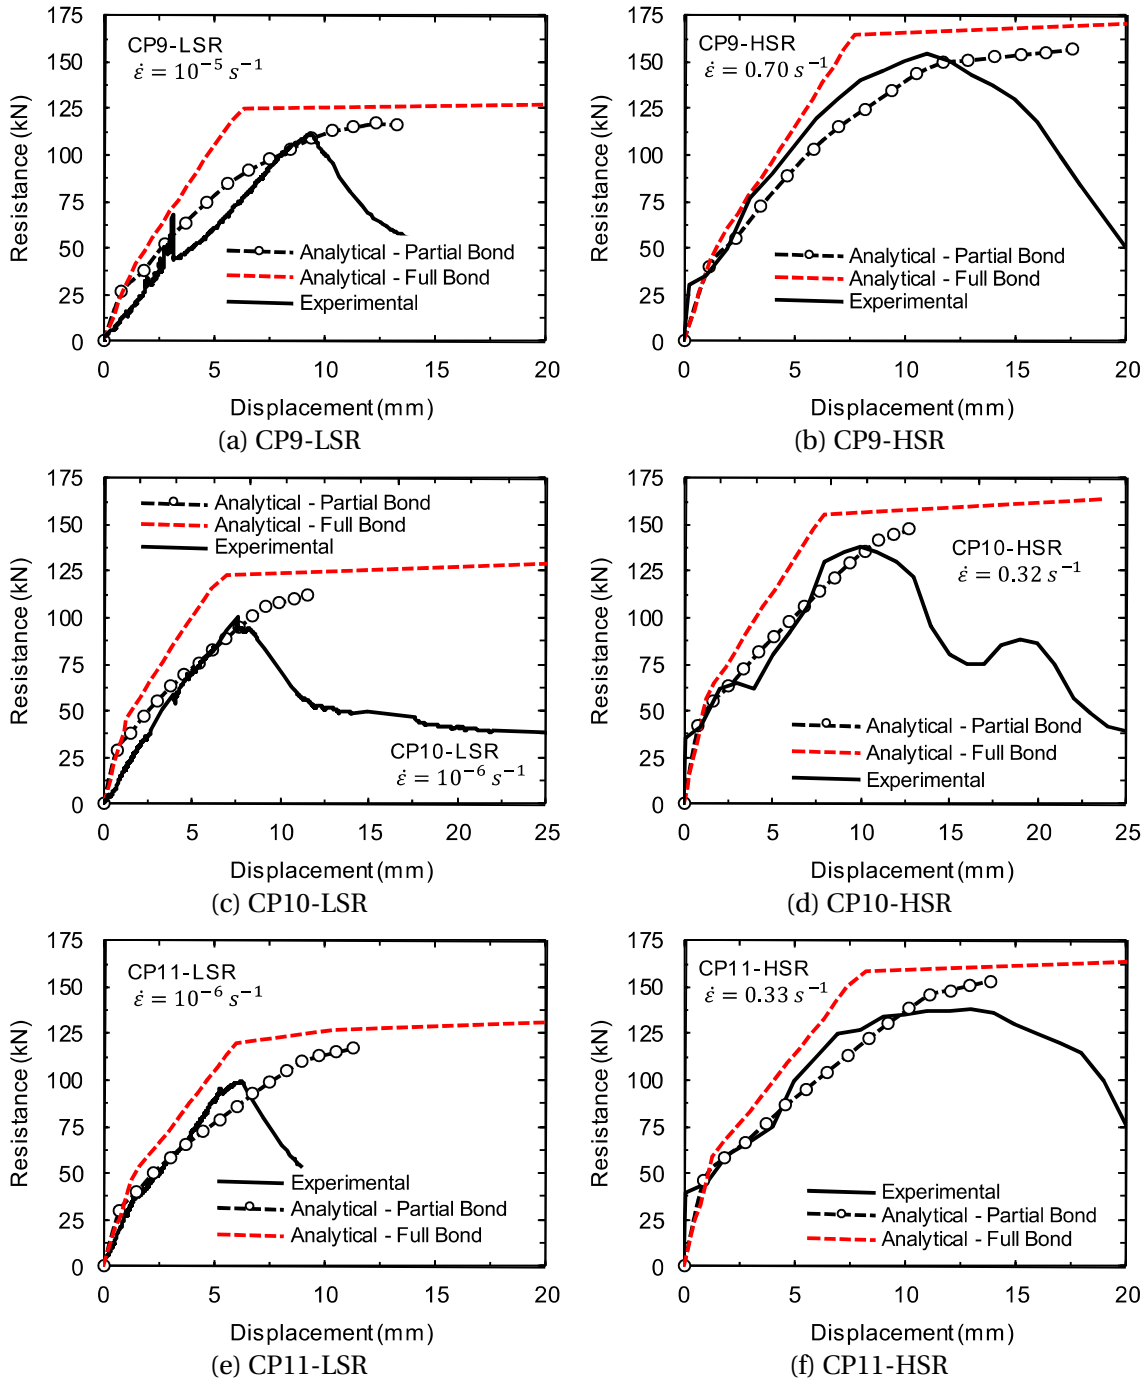 175
150
125
100
75
50
25
0
Resistance (kN)
CP9-LSR
ε̇ = 10⁻⁵ s⁻¹
Analytical - Partial Bond
Analytical - Full Bond
Experimental
0 5 10 15 20
Displacement (mm)
(a) CP9-LSR
175
150
125
100
75
50
25
0
Resistance (kN)
CP9-HSR
ε̇ = 0.70 s⁻¹
Analytical - Partial Bond
Analytical - Full Bond
Experimental
0 5 10 15 20
Displacement (mm)
(b) CP9-HSR
175
150
125
100
75
50
25
0
Resistance (kN)
Analytical - Partial Bond
Analytical - Full Bond
Experimental
CP10-LSR
ε̇ = 10⁻⁶ s⁻¹
0 5 10 15 20 25
Displacement (mm)
(c) CP10-LSR
175
150
125
100
75
50
25
0
Resistance (kN)
CP10-HSR
ε̇ = 0.32 s⁻¹
Analytical - Partial Bond
Analytical - Full Bond
Experimental
0 5 10 15 20 25
Displacement (mm)
(d) CP10-HSR
175
150
125
100
75
50
25
0
Resistance (kN)
CP11-LSR
ε̇ = 10⁻⁶ s⁻¹
Experimental
Analytical - Partial Bond
Analytical - Full Bond
0 5 10 15 20
Displacement (mm)
(e) CP11-LSR
175
150
125
100
75
50
25
0
Resistance (kN)
CP11-HSR
ε̇ = 0.33 s⁻¹
Experimental
Analytical - Partial Bond
Analytical - Full Bond
0 5 10 15 20
Displacement (mm)
(f) CP11-HSR